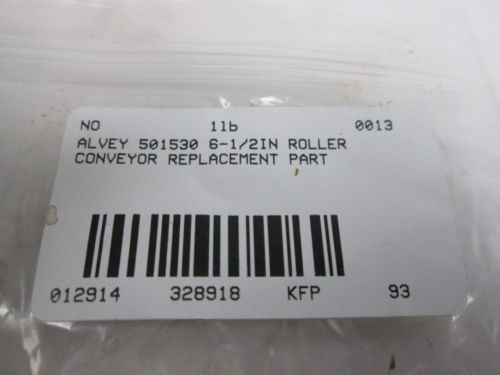 NO 1lb 0013
ALVEY 501530 6-1/2IN ROLLER
CONVEYOR REPLACEMENT PART
012914 328918 KFP 93